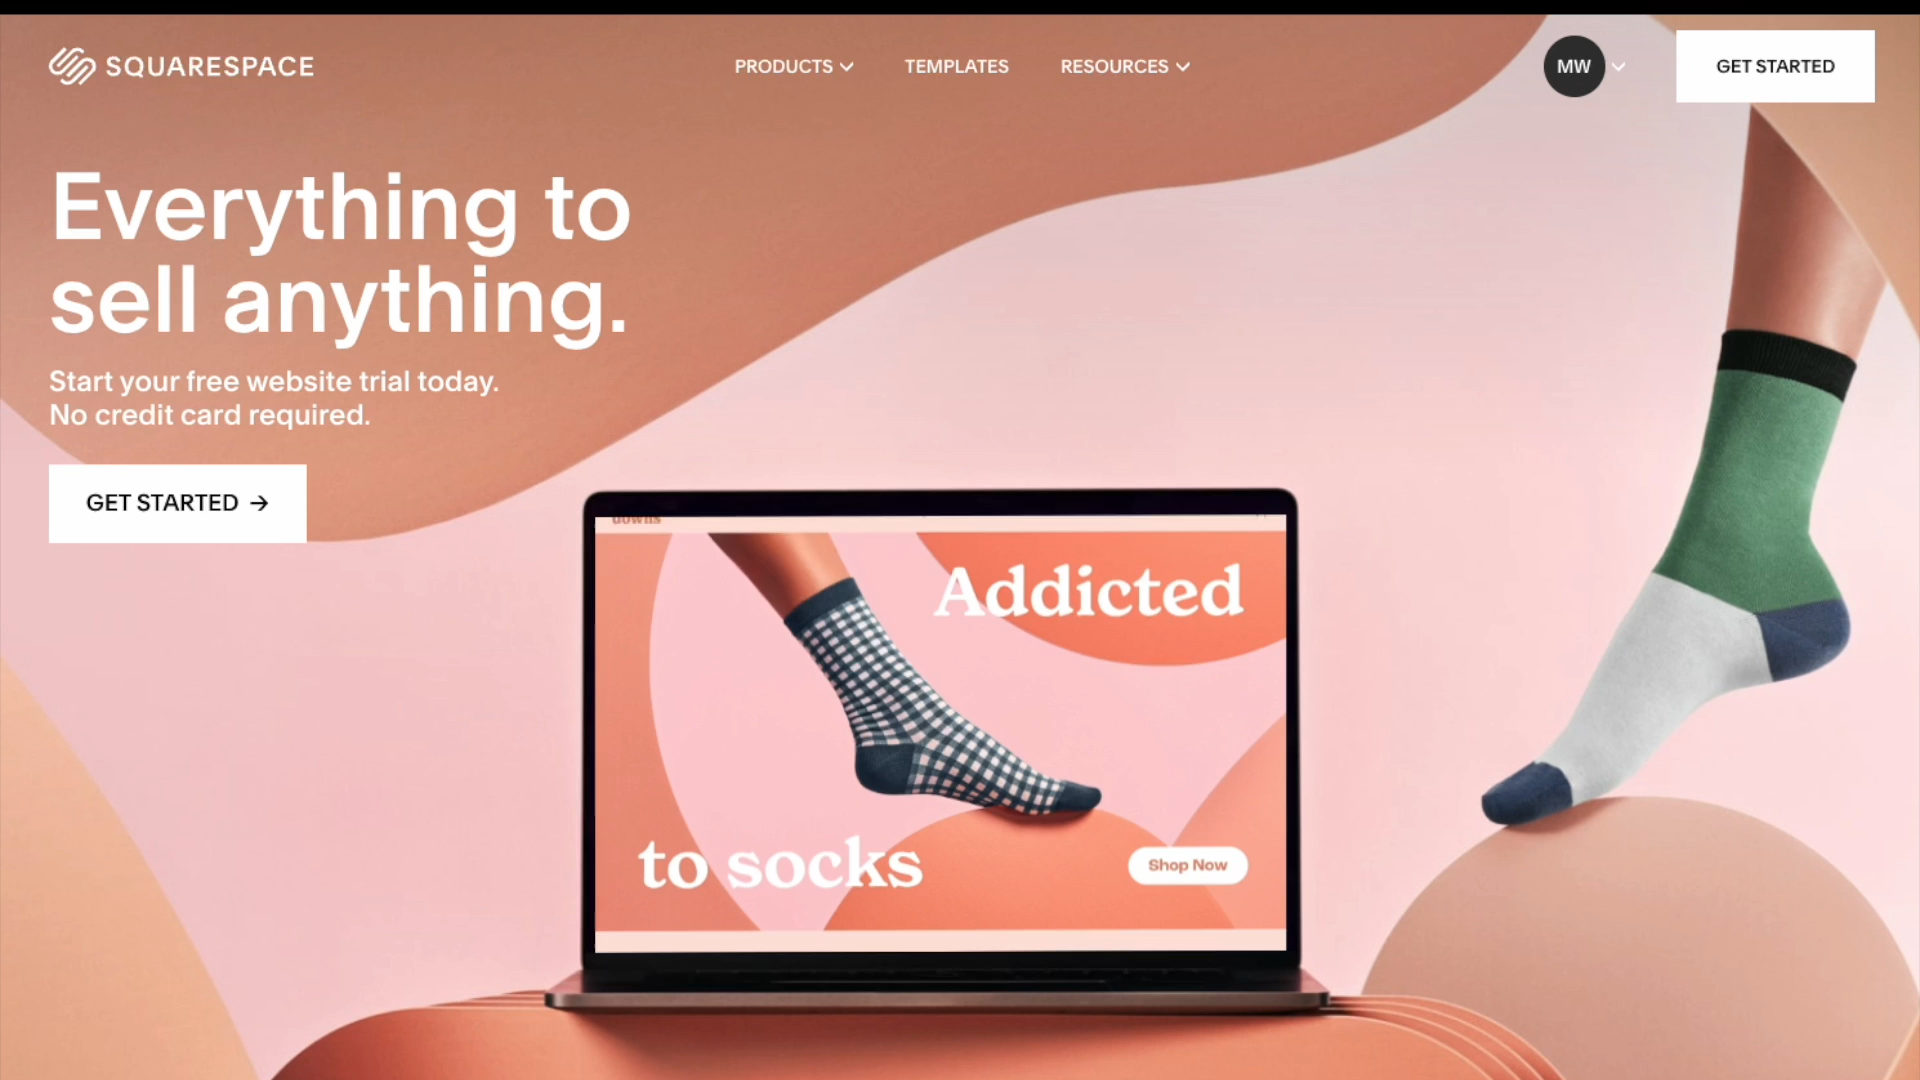 SQUARESPACE
PRODUCTS
TEMPLATES
RESOURCES
MW
GET STARTED
Everything to
sell anything.
Start your free website trial today.
No credit card required.
GET STARTED →
downs
Addicted
to socks
Shop Now